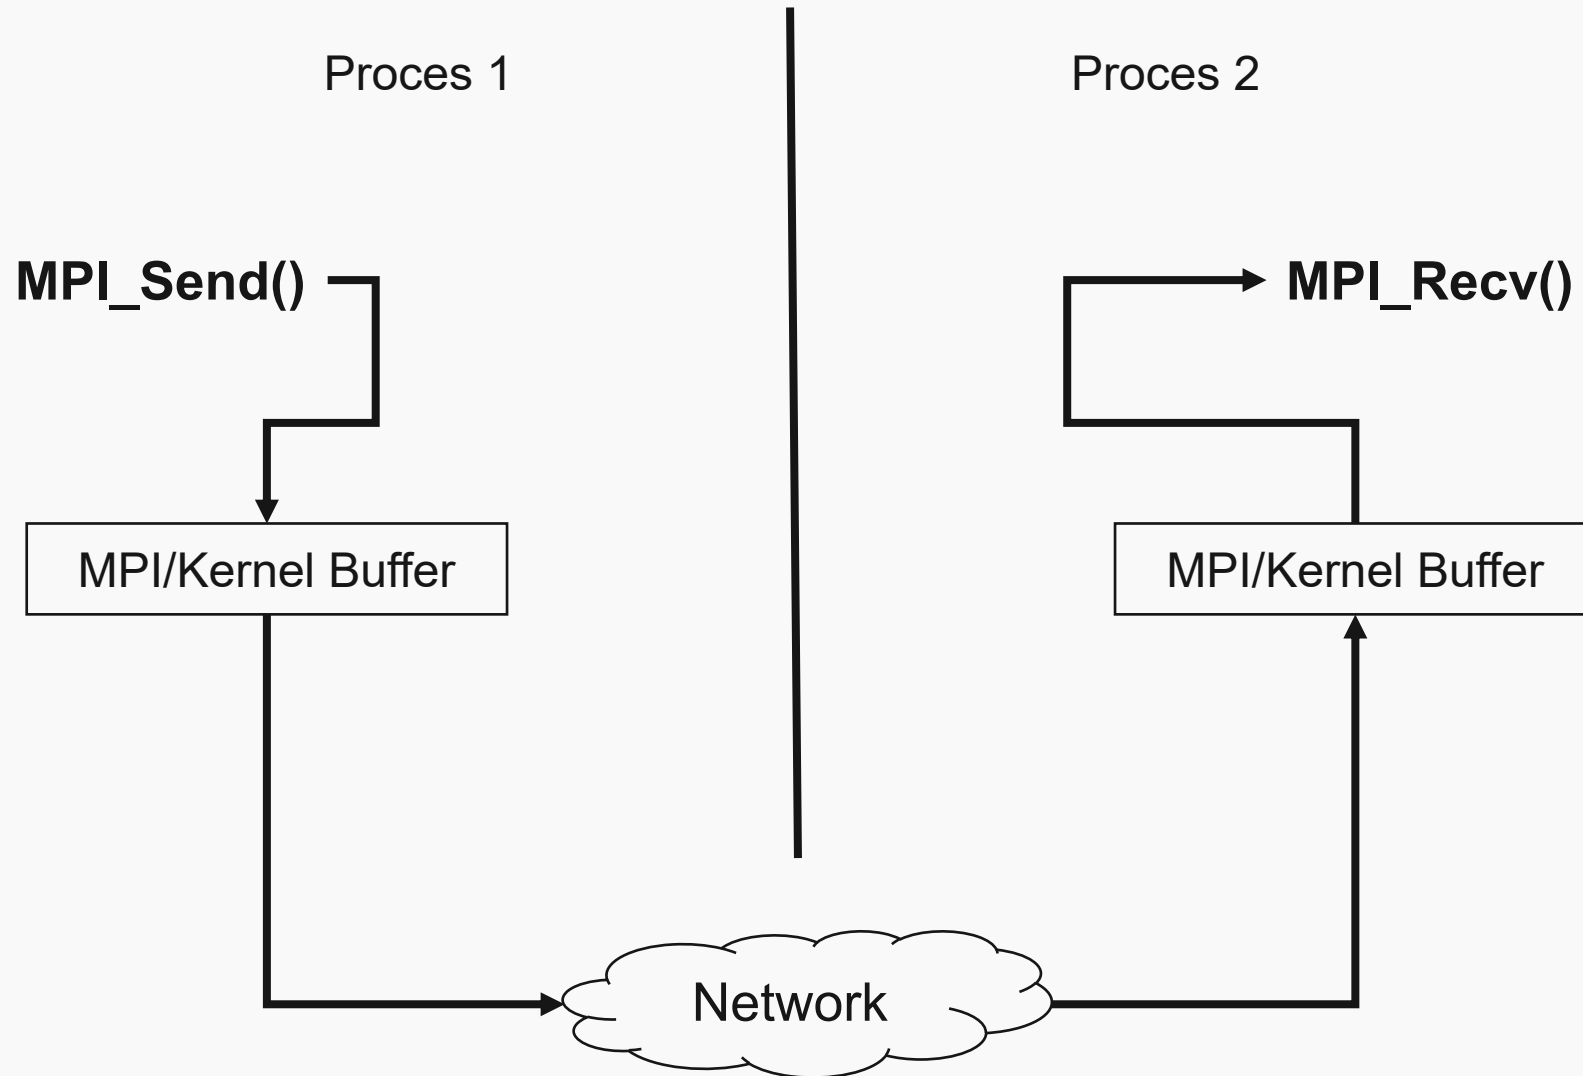 Proces 1
Proces 2
MPI_Send()
MPI_Recv()
MPI/Kernel Buffer
MPI/Kernel Buffer
Network